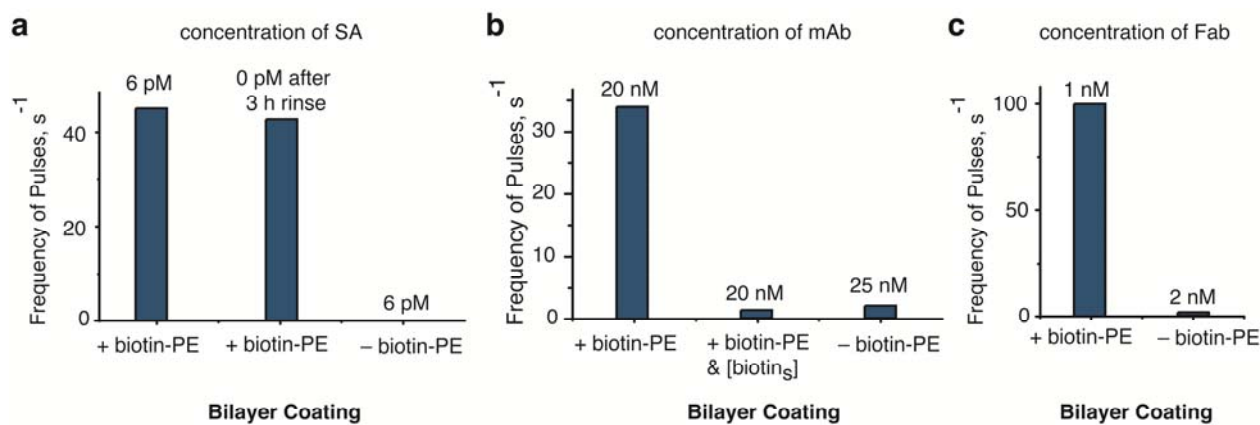 a
concentration of SA
Frequency of Pulses, s-1
40
20
0
6 pM
0 pM after
3 h rinse
6 pM
+ biotin-PE
+ biotin-PE
– biotin-PE
Bilayer Coating
b
concentration of mAb
Frequency of Pulses, s-1
30
20
10
0
20 nM
20 nM
25 nM
+ biotin-PE
+ biotin-PE
& [biotinS]
– biotin-PE
Bilayer Coating
c
concentration of Fab
Frequency of Pulses, s-1
100
50
0
1 nM
2 nM
+ biotin-PE
– biotin-PE
Bilayer Coating